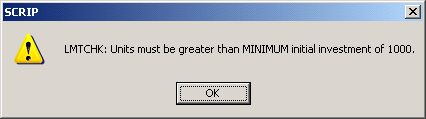 SCRIP
LMTCHK: Units must be greater than MINIMUM initial investment of 1000.
OK